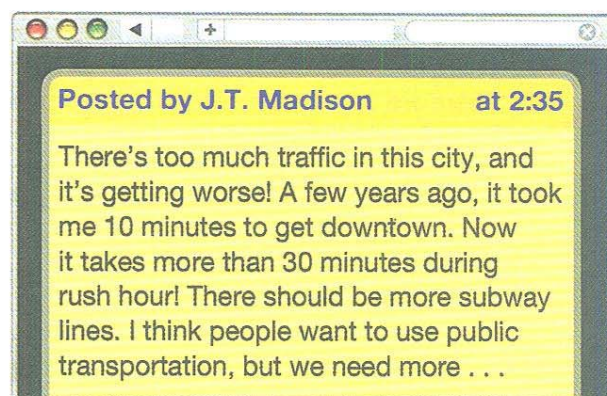 Posted by J.T. Madison at 2:35
There's too much traffic in this city, and
it's getting worse! A few years ago, it took
me 10 minutes to get downtown. Now
it takes more than 30 minutes during
rush hour! There should be more subway
lines. I think people want to use public
transportation, but we need more . . .